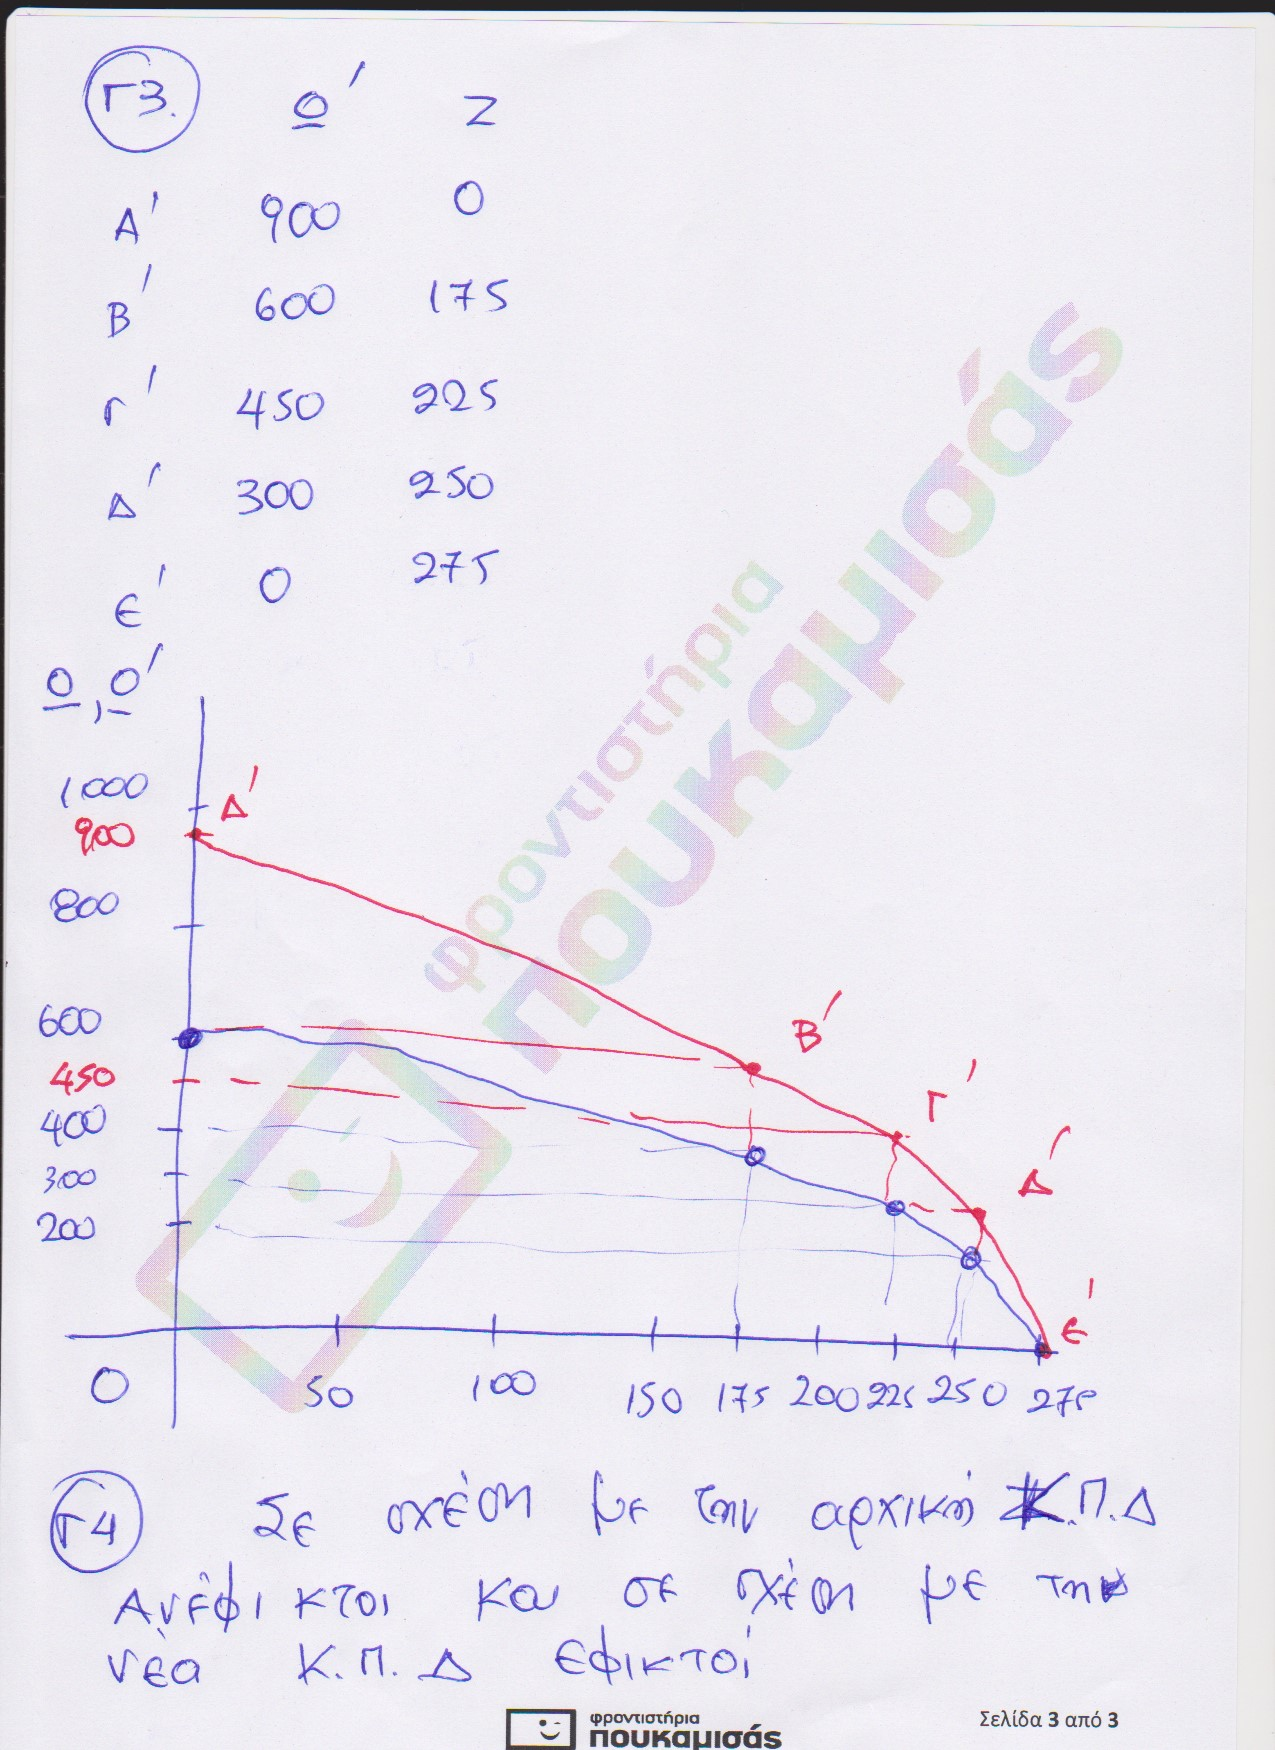 Γ3. Ο' Ζ
Α' 900 0
Β' 600 175
Γ' 450 225
Δ' 300 250
Ε' 0 275
Ο, Ο'
1000
Δ'
900
800
600
Β'
450
Γ'
400
Δ'
300
200
Ε'
0 50 100 150 175 200 225 250 275
Γ4 Σε σχέση με την αρχική Κ.Π.Δ
Ανέφικτοι και σε σχέση με την
νέα Κ.Π.Δ εφικτοί
φροντιστήρια
πουκαμισάς
φροντιστήρια
πουκαμισάς
Σελίδα 3 από 3